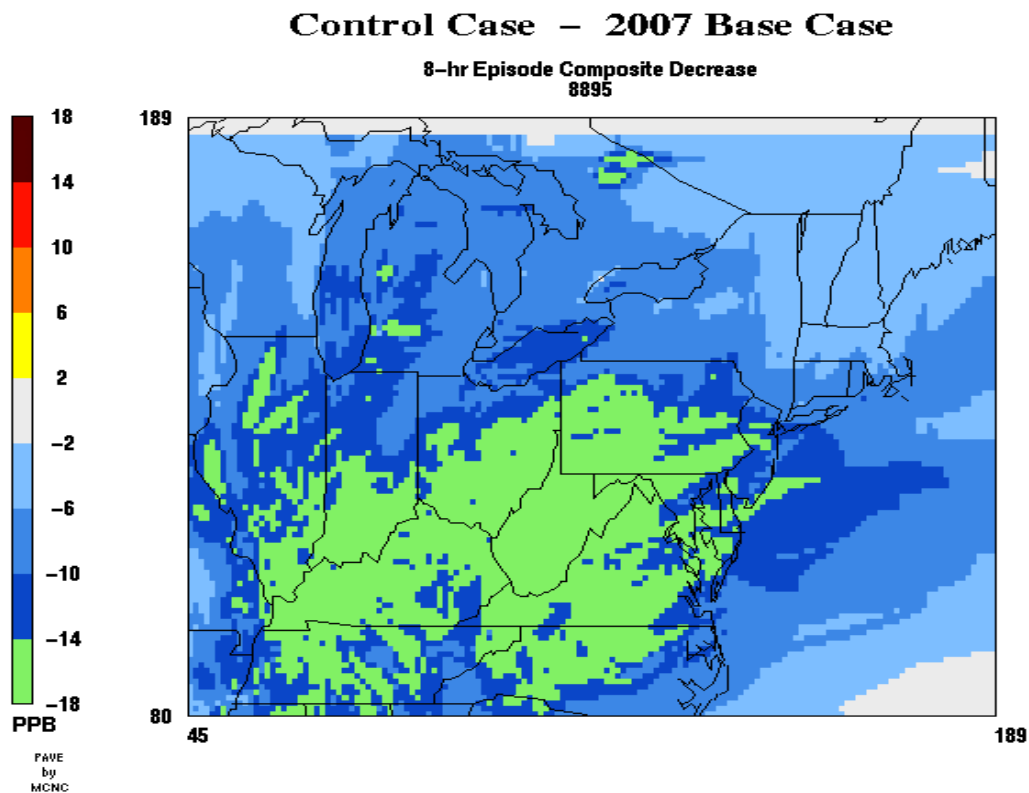 Control Case – 2007 Base Case
8–hr Episode Composite Decrease
8895
18
14
10
6
2
−2
−6
−10
−14
−18
PPB
PAVE
by
MCNC
189
80
45
189